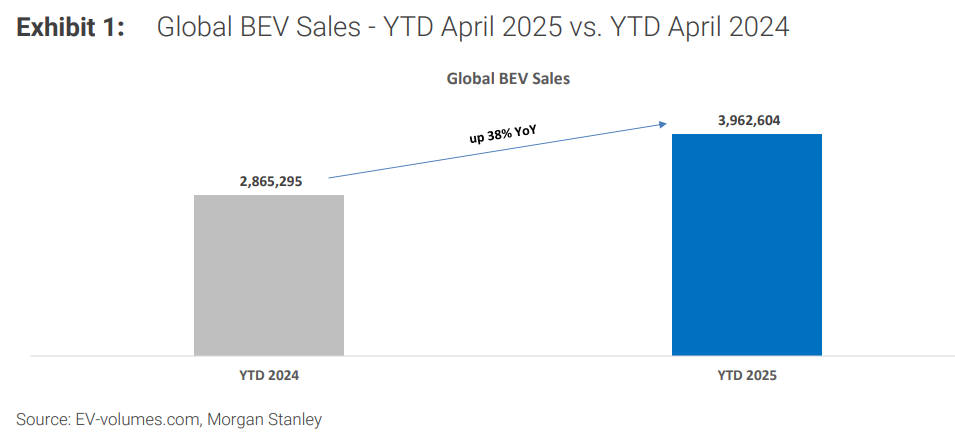 Exhibit 1: Global BEV Sales - YTD April 2025 vs. YTD April 2024
Global BEV Sales
up 38% YoY
3,962,604
2,865,295
YTD 2024
YTD 2025
Source: EV-volumes.com, Morgan Stanley